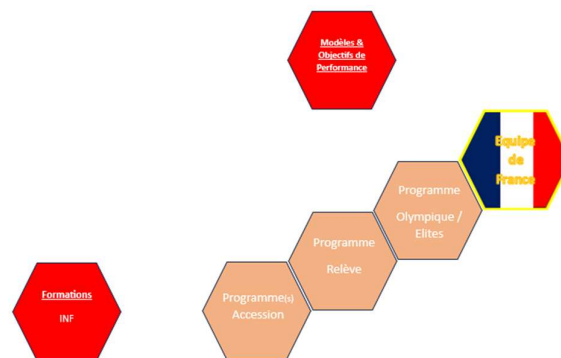 Modèles &
Objectifs de
Performance
Equipe
de
France
Programme
Olympique /
Elites
Programme
Relève
Programme(s)
Accession
Formations
INF